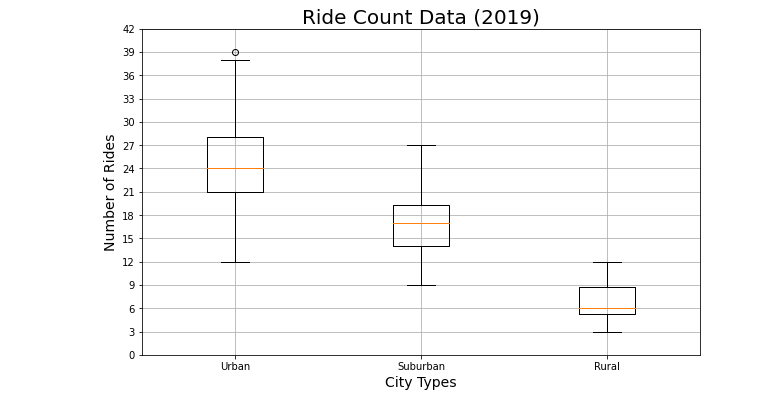 Ride Count Data (2019)
Number of Rides
42
39
36
33
30
27
24
21
18
15
12
9
6
3
0
Urban
Suburban
Rural
City Types